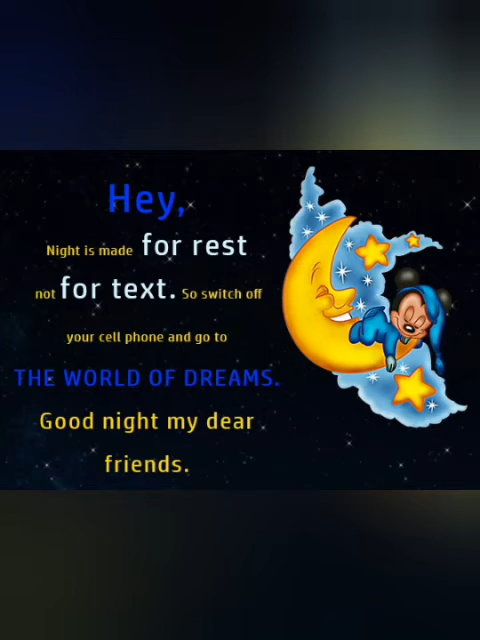 Hey,
Night is made for rest
not for text. So switch off
your cell phone and go to
THE WORLD OF DREAMS.
Good night my dear
friends.